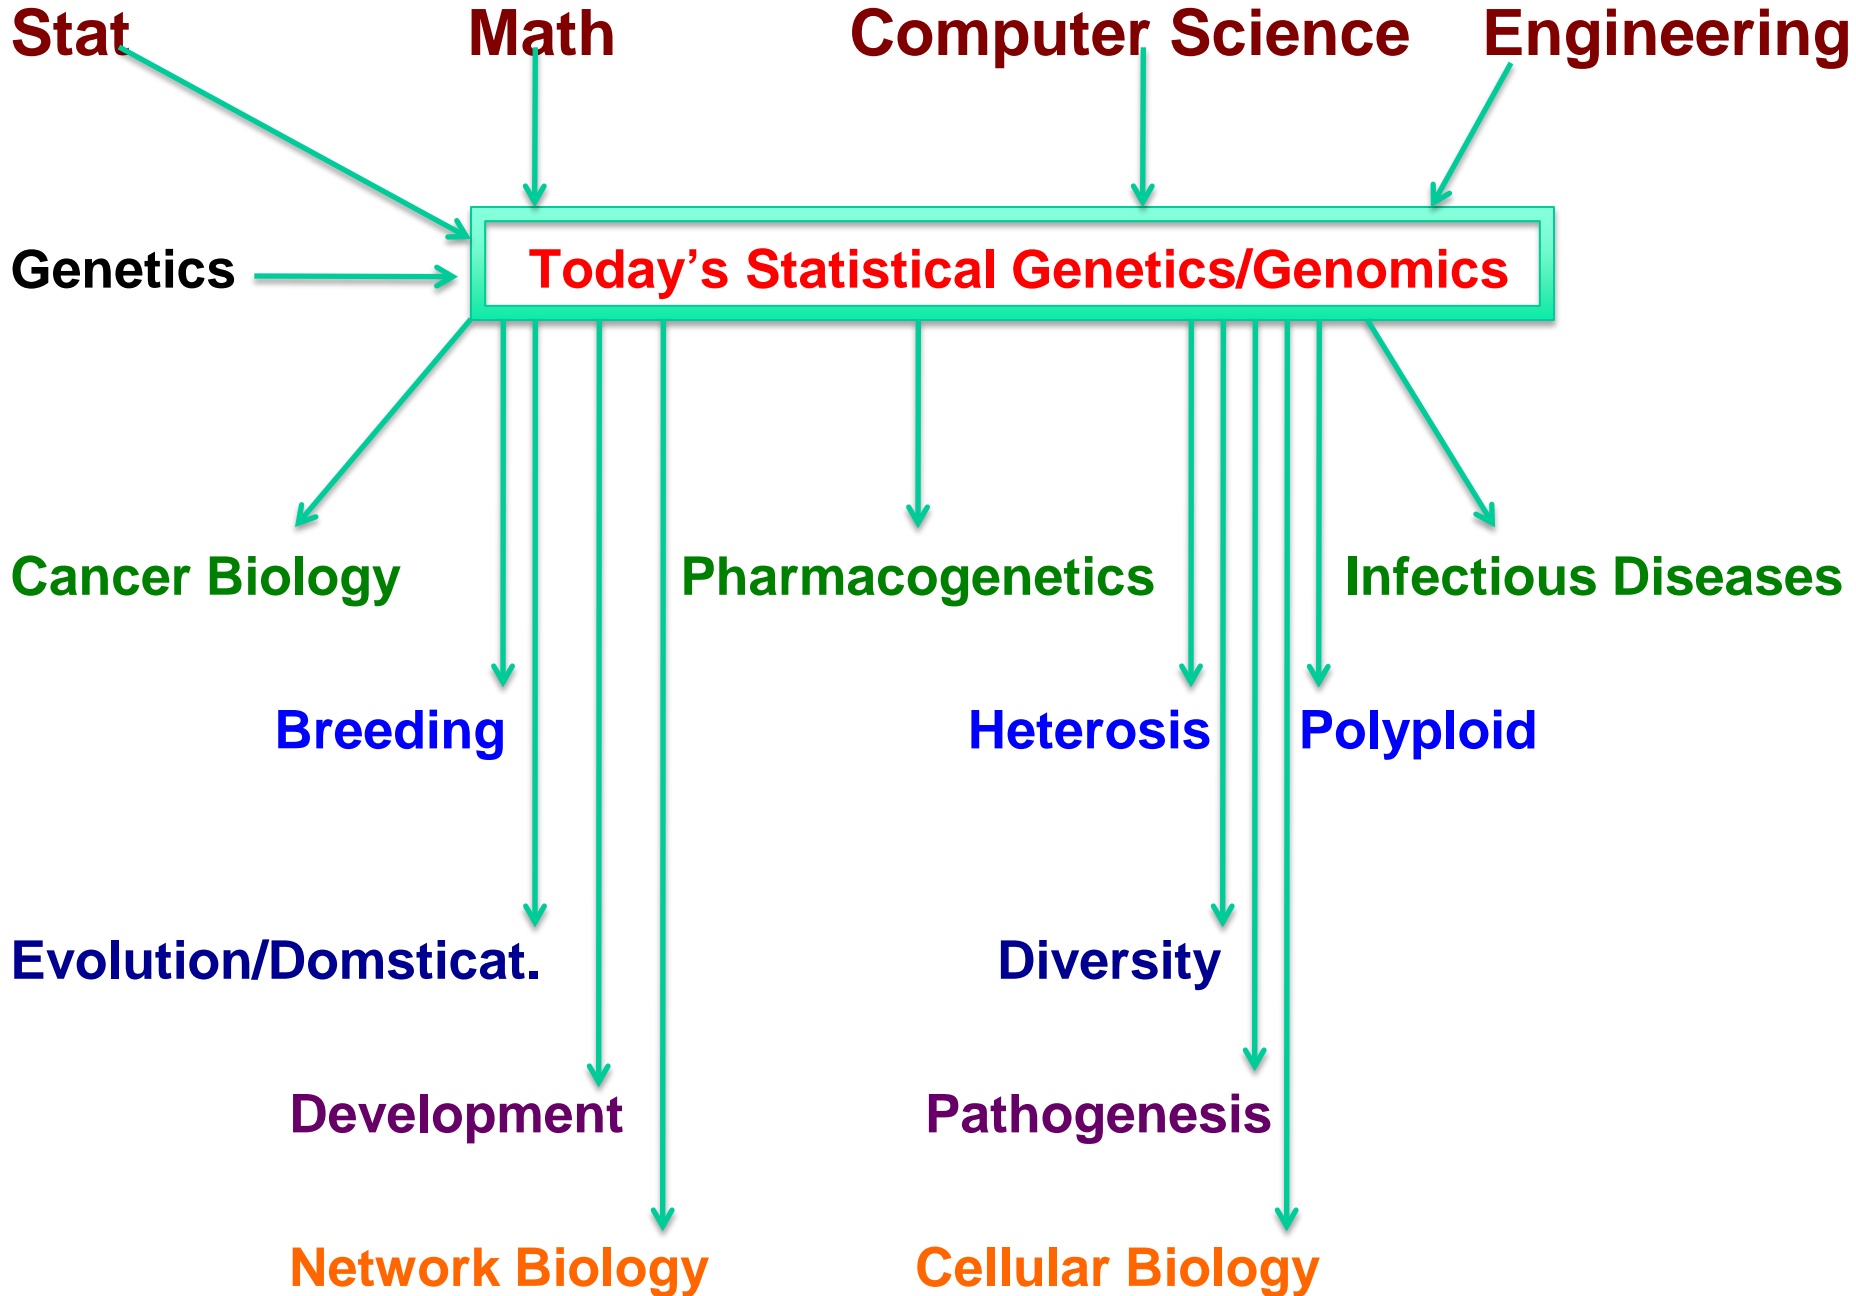 Stat Math Computer Science Engineering
Genetics Today’s Statistical Genetics/Genomics
Cancer Biology Pharmacogenetics Infectious Diseases
Breeding Heterosis Polyploid
Evolution/Domsticat. Diversity
Development Pathogenesis
Network Biology Cellular Biology